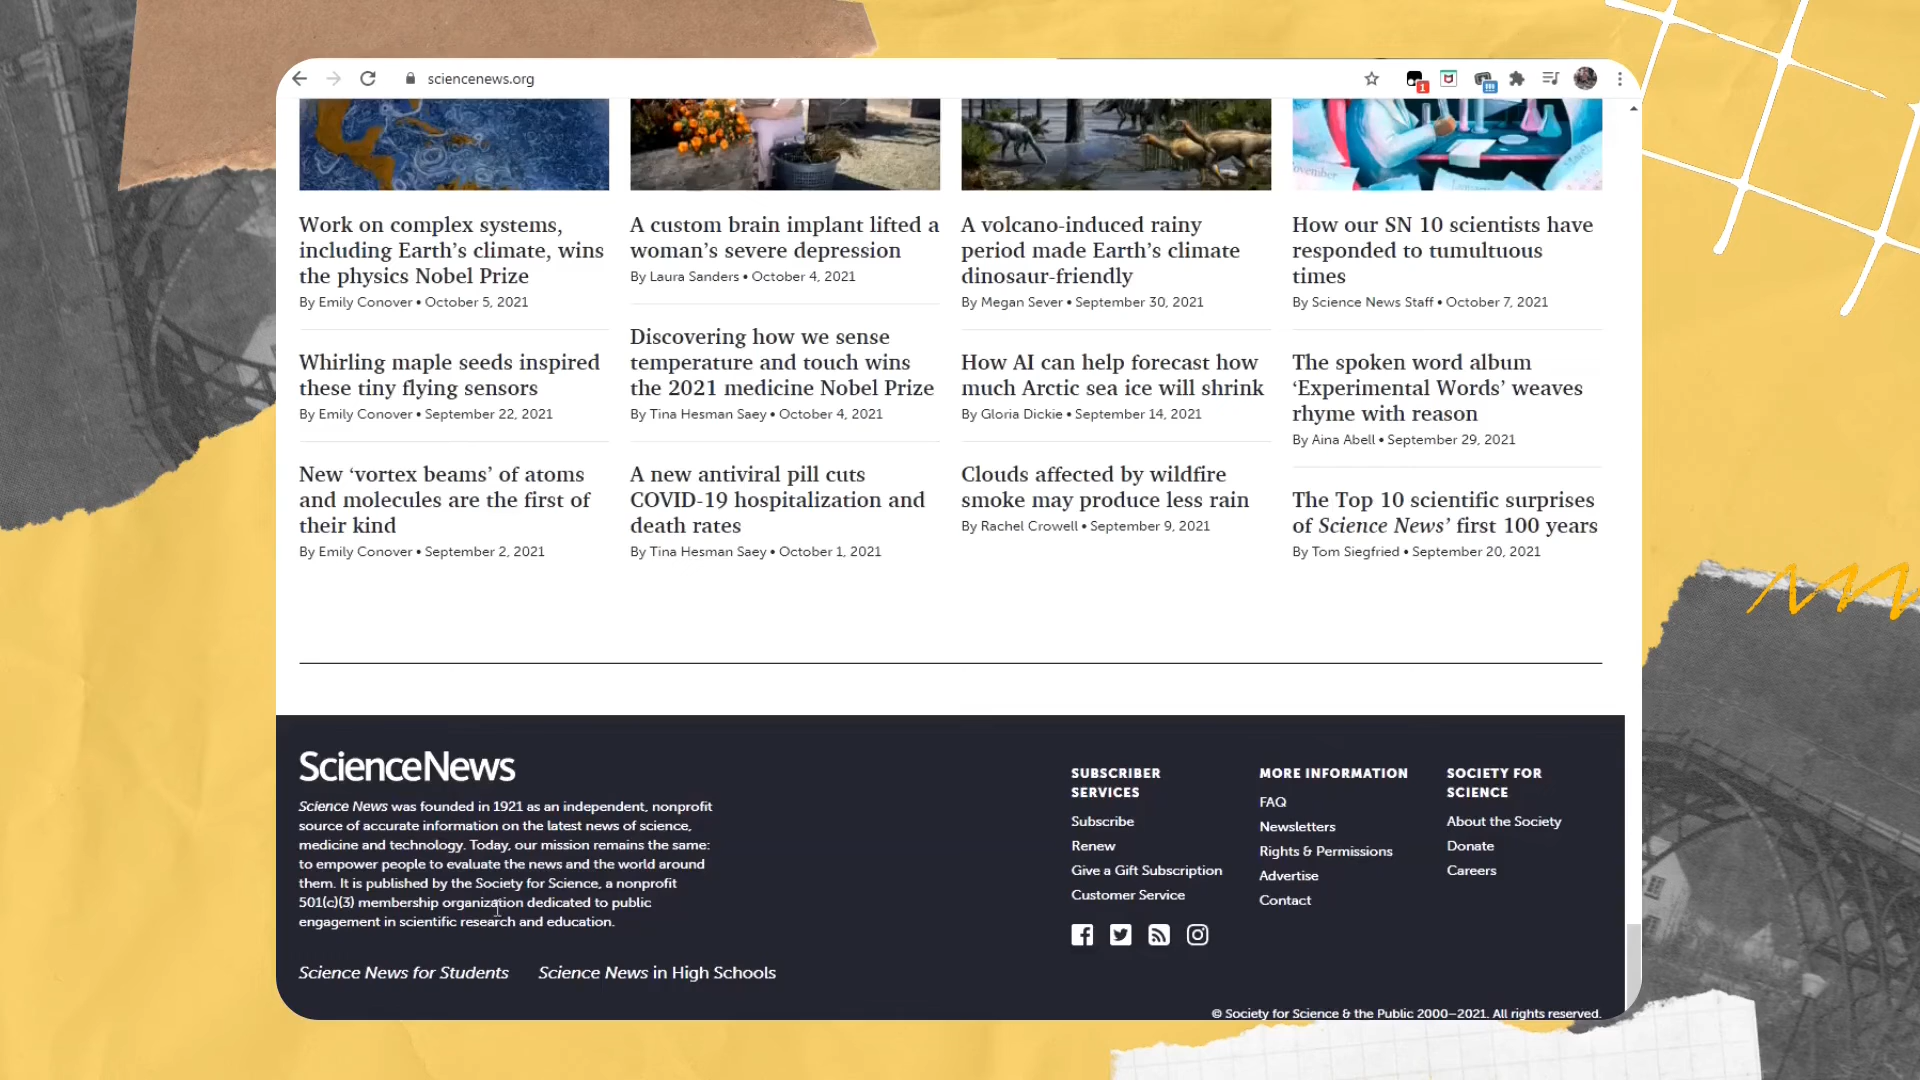 sciencenews.org
1
Work on complex systems,
including Earth's climate, wins
the physics Nobel Prize
By Emily Conover • October 5, 2021
Whirling maple seeds inspired
these tiny flying sensors
By Emily Conover • September 22, 2021
New ‘vortex beams’ of atoms
and molecules are the first of
their kind
By Emily Conover • September 2, 2021
A custom brain implant lifted a
woman's severe depression
By Laura Sanders • October 4, 2021
Discovering how we sense
temperature and touch wins
the 2021 medicine Nobel Prize
By Tina Hesman Saey • October 4, 2021
A new antiviral pill cuts
COVID-19 hospitalization and
death rates
By Tina Hesman Saey • October 1, 2021
A volcano-induced rainy
period made Earth's climate
dinosaur-friendly
By Megan Sever • September 30, 2021
How AI can help forecast how
much Arctic sea ice will shrink
By Gloria Dickie • September 14, 2021
Clouds affected by wildfire
smoke may produce less rain
By Rachel Crowell • September 9, 2021
How our SN 10 scientists have
responded to tumultuous
times
By Science News Staff • October 7, 2021
The spoken word album
‘Experimental Words’ weaves
rhyme with reason
By Aina Abell • September 29, 2021
The Top 10 scientific surprises
of Science News’ first 100 years
By Tom Siegfried • September 20, 2021
ScienceNews
Science News was founded in 1921 as an independent, nonprofit
source of accurate information on the latest news of science,
medicine and technology. Today, our mission remains the same:
to empower people to evaluate the news and the world around
them. It is published by the Society for Science, a nonprofit
501(c)(3) membership organization dedicated to public
engagement in scientific research and education.
Science News for Students
Science News in High Schools
SUBSCRIBER
SERVICES
Subscribe
Renew
Give a Gift Subscription
Customer Service
MORE INFORMATION
FAQ
Newsletters
Rights & Permissions
Advertise
Contact
SOCIETY FOR
SCIENCE
About the Society
Donate
Careers
© Society for Science & the Public 2000–2021. All rights reserved.